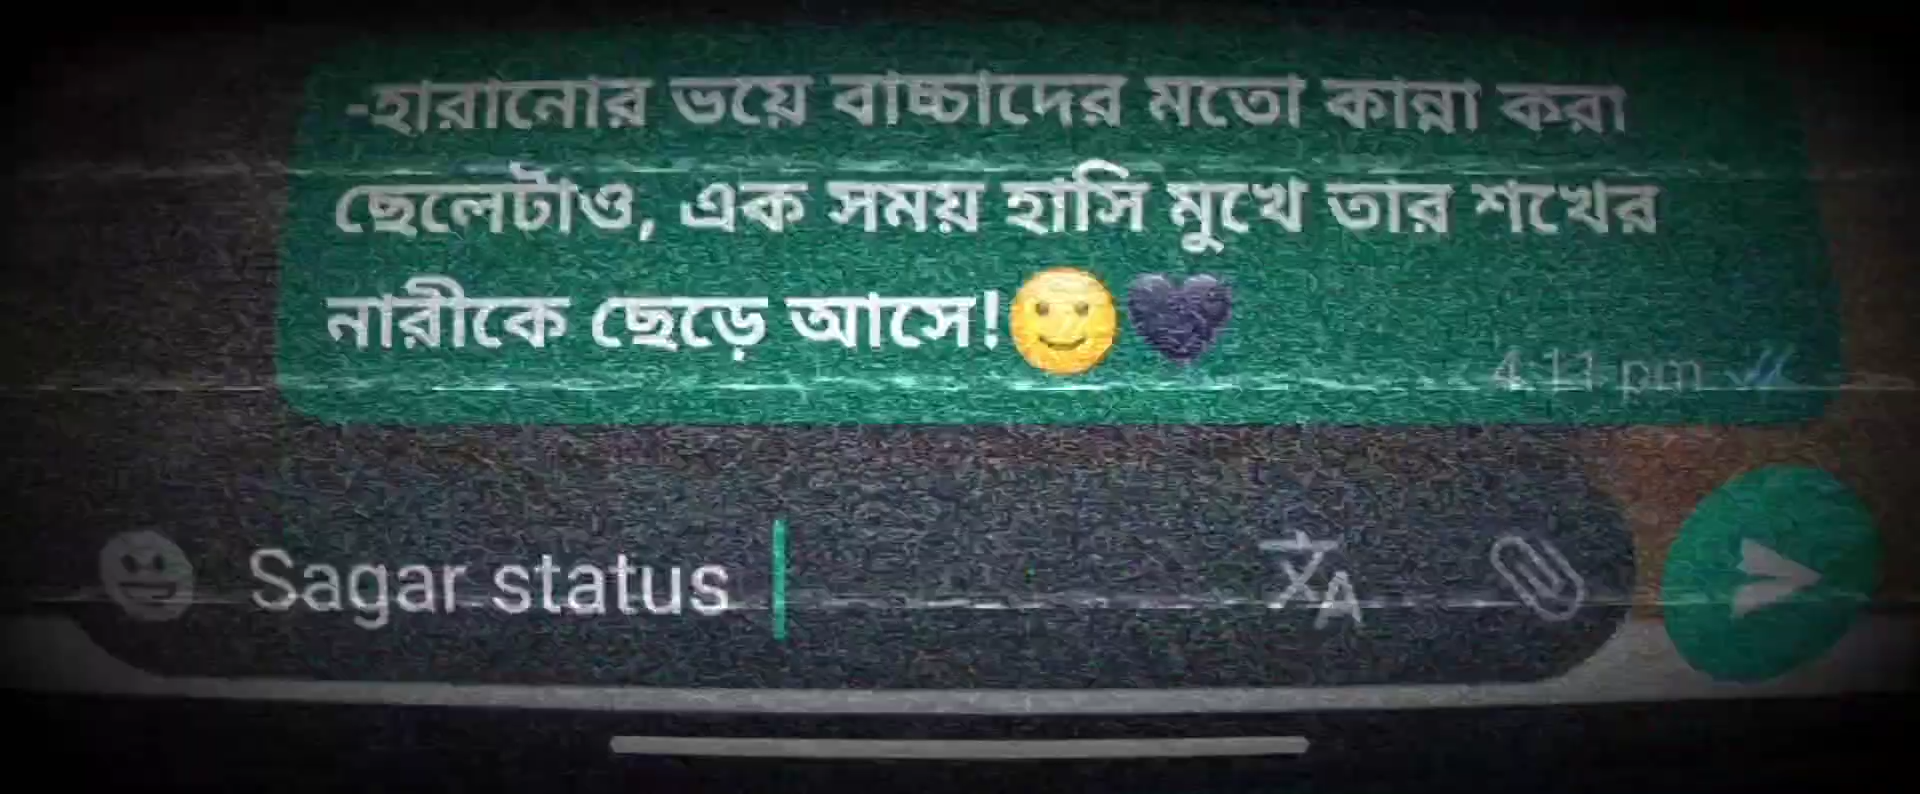 -হারানোর ভয়ে বাচ্চাদের মতো কান্না করা
ছেলেটাও, এক সময় হাসি মুখে তার শখের
নারীকে ছেড়ে আসে!🙂🖤
4:11 pm
Sagar status